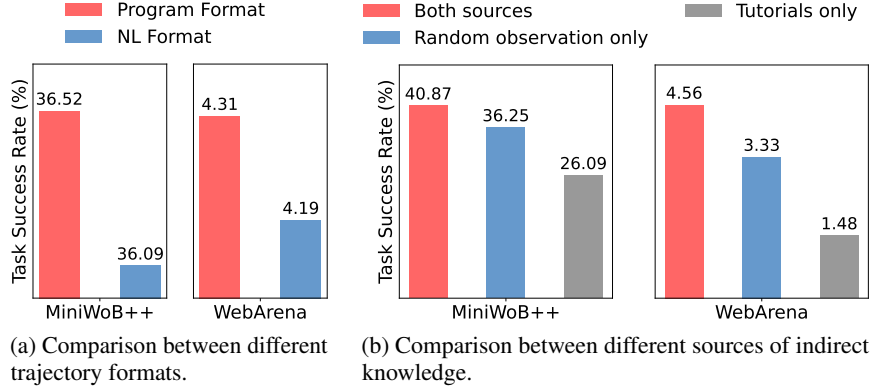 Program Format
NL Format
Both sources
Random observation only
Tutorials only
Task Success Rate (%)
36.52
36.09
MiniWoB++
4.31
4.19
WebArena
Task Success Rate (%)
40.87
36.25
26.09
MiniWoB++
4.56
3.33
1.48
WebArena
(a) Comparison between different
trajectory formats.
(b) Comparison between different sources of indirect
knowledge.